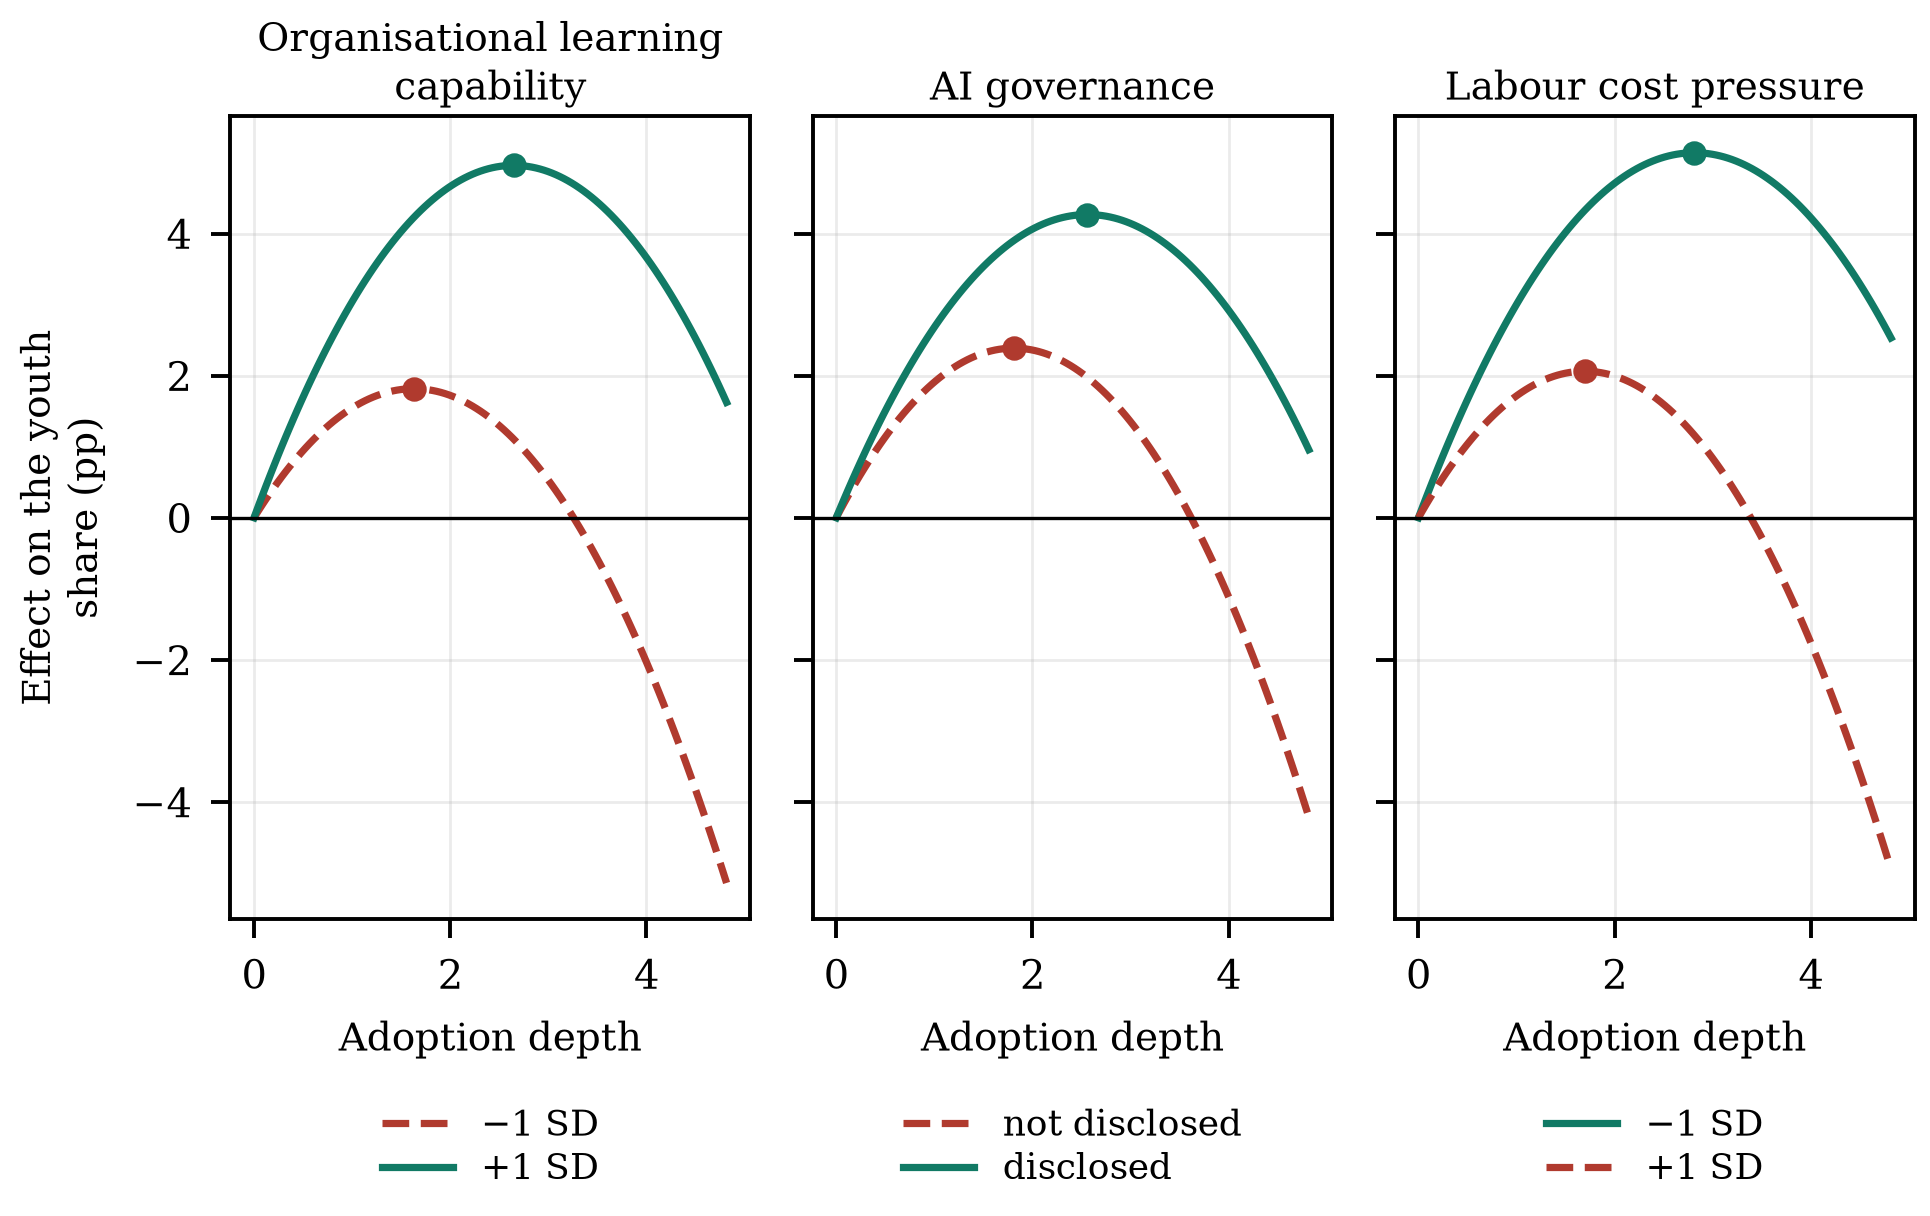 Organisational learning
capability
AI governance
Labour cost pressure
Effect on the youth
share (pp)
4
2
0
−2
−4
0 2 4
0 2 4
0 2 4
Adoption depth
Adoption depth
Adoption depth
−1 SD
+1 SD
not disclosed
disclosed
−1 SD
+1 SD